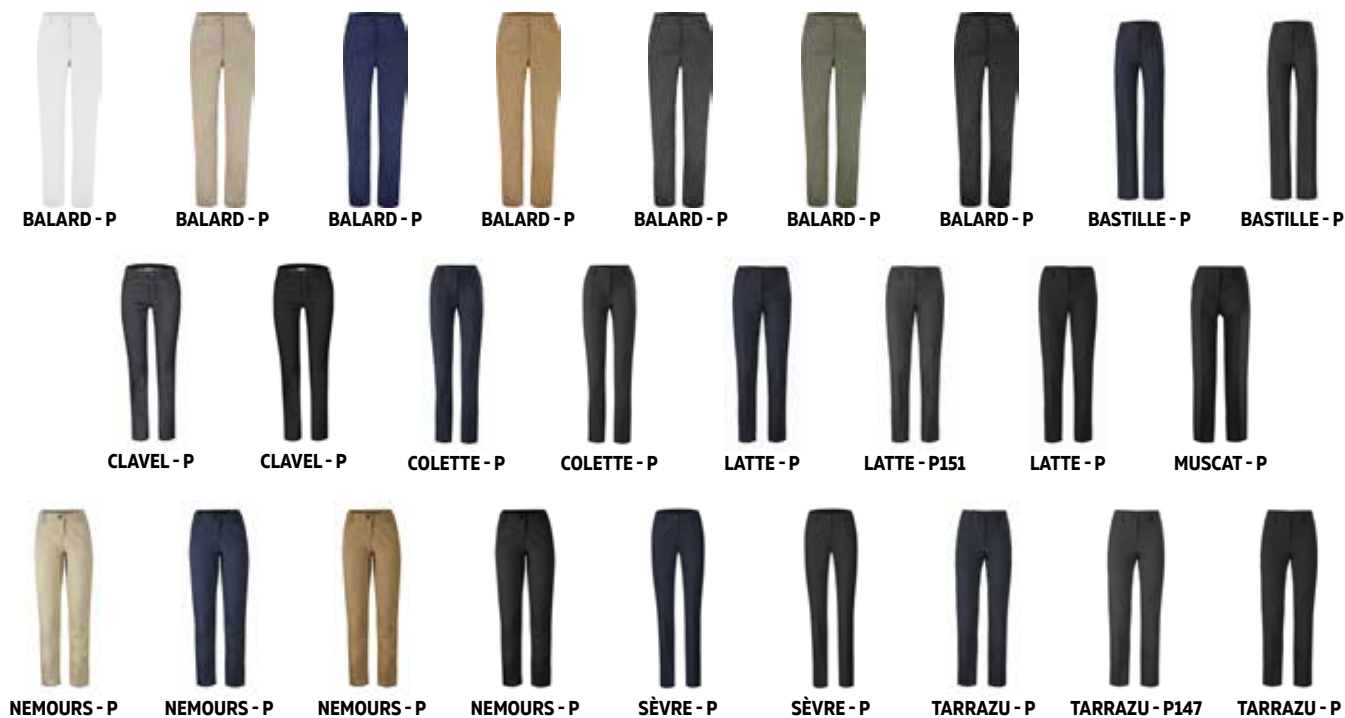 BALARD - P BALARD - P BALARD - P BALARD - P BALARD - P BALARD - P BALARD - P BASTILLE - P BASTILLE - P
CLAVEL - P CLAVEL - P COLETTE - P COLETTE - P LATTE - P LATTE - P151 LATTE - P MUSCAT - P
NEMOURS - P NEMOURS - P NEMOURS - P NEMOURS - P SÈVRE - P SÈVRE - P TARRAZU - P TARRAZU - P147 TARRAZU - P